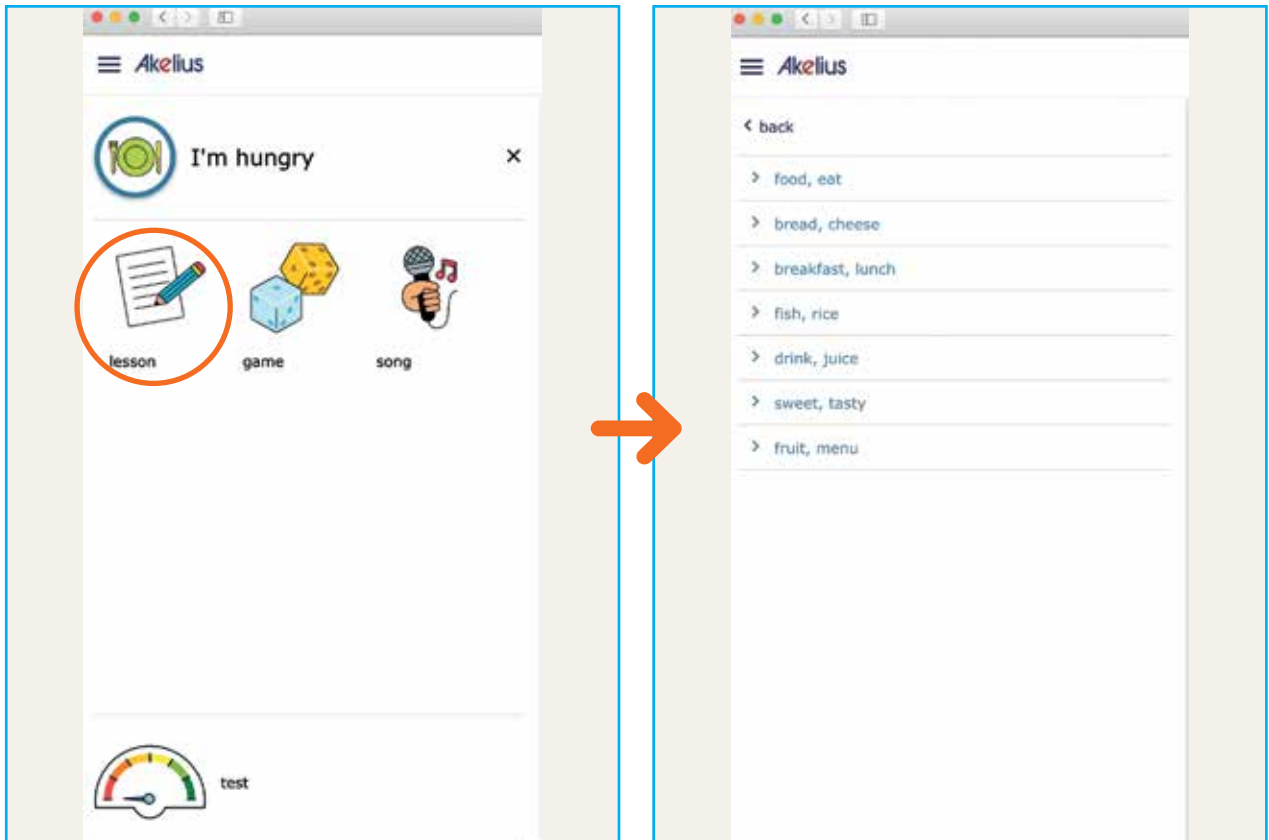 Akelius
I'm hungry ×
lesson game song
test
Akelius
< back
> food, eat
> bread, cheese
> breakfast, lunch
> fish, rice
> drink, juice
> sweet, tasty
> fruit, menu